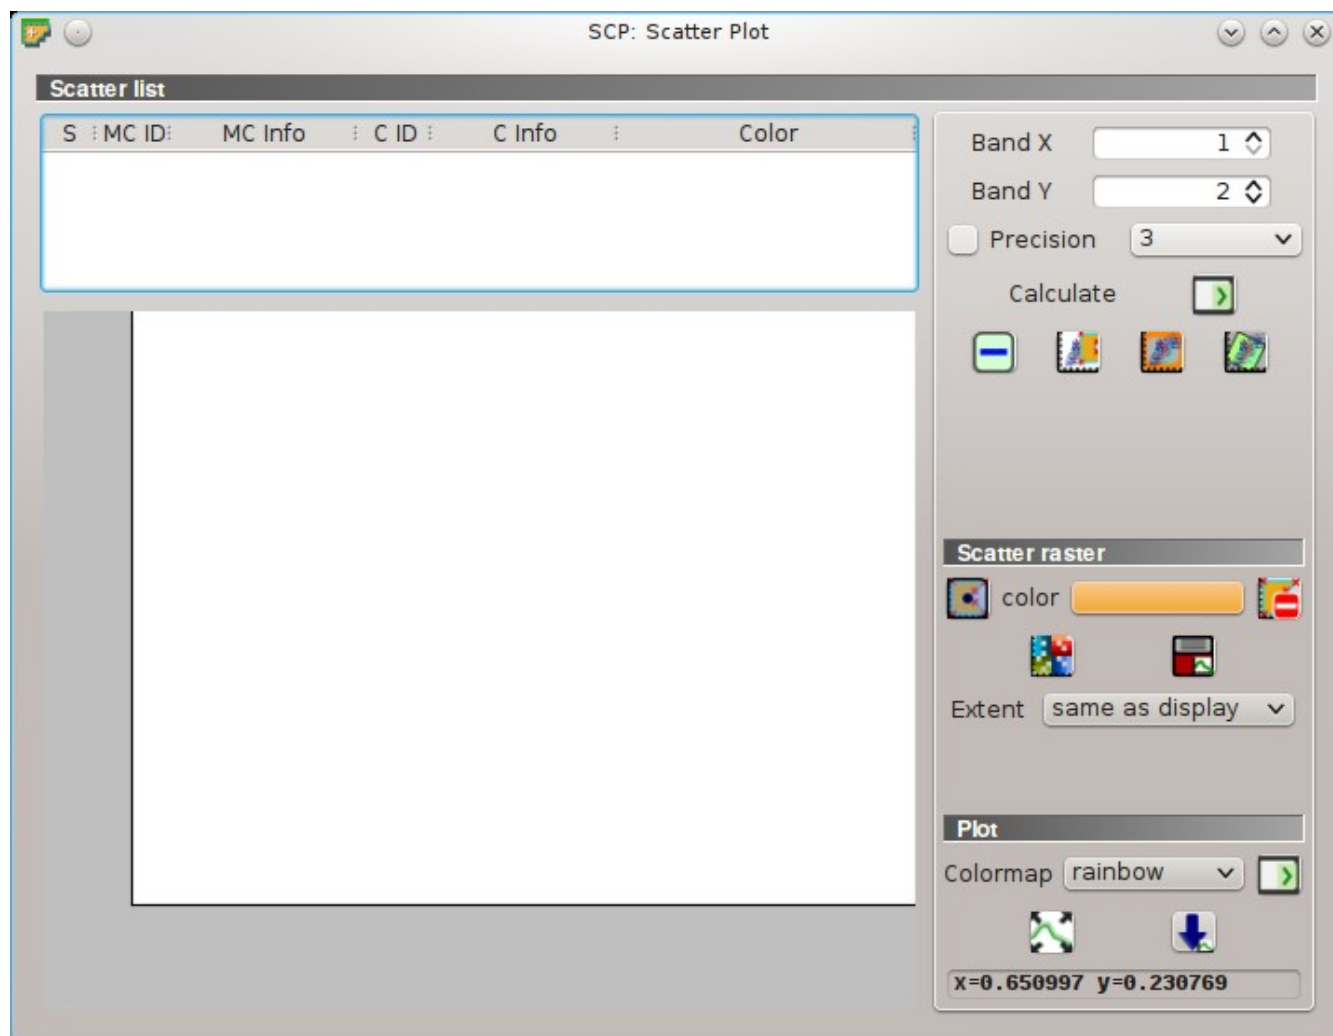 SCP: Scatter Plot
Scatter list
S MC ID MC Info C ID C Info Color
Band X 1
Band Y 2
Precision 3
Calculate
Scatter raster
color
Extent same as display
Plot
Colormap rainbow
x=0.650997 y=0.230769